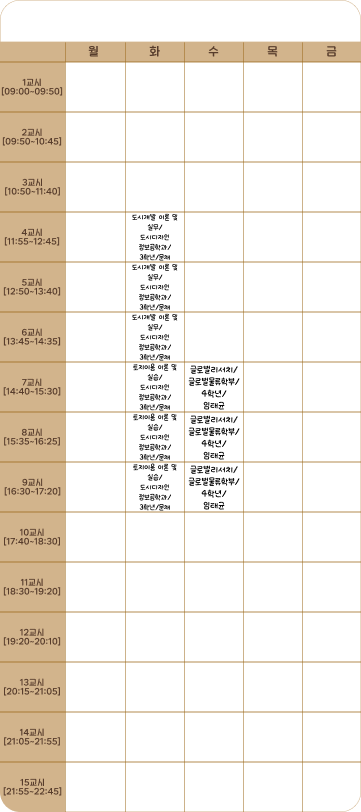 월 화 수 목 금
1교시
[09:00~09:50]
2교시
[09:50~10:45]
3교시
[10:50~11:40]
4교시
[11:55~12:45]
도시개발 이론 및
실무/
도시디자인
정보공학과/
3학년/문채
5교시
[12:50~13:40]
도시개발 이론 및
실무/
도시디자인
정보공학과/
3학년/문채
6교시
[13:45~14:35]
도시개발 이론 및
실무/
도시디자인
정보공학과/
3학년/문채
7교시
[14:40~15:30]
토지이용 이론 및
실습/
도시디자인
정보공학과/
3학년/문채
글로벌리서치/
글로벌물류학부/
4학년/
임태균
8교시
[15:35~16:25]
토지이용 이론 및
실습/
도시디자인
정보공학과/
3학년/문채
글로벌리서치/
글로벌물류학부/
4학년/
임태균
9교시
[16:30~17:20]
토지이용 이론 및
실습/
도시디자인
정보공학과/
3학년/문채
글로벌리서치/
글로벌물류학부/
4학년/
임태균
10교시
[17:40~18:30]
11교시
[18:30~19:20]
12교시
[19:20~20:10]
13교시
[20:15~21:05]
14교시
[21:05~21:55]
15교시
[21:55~22:45]